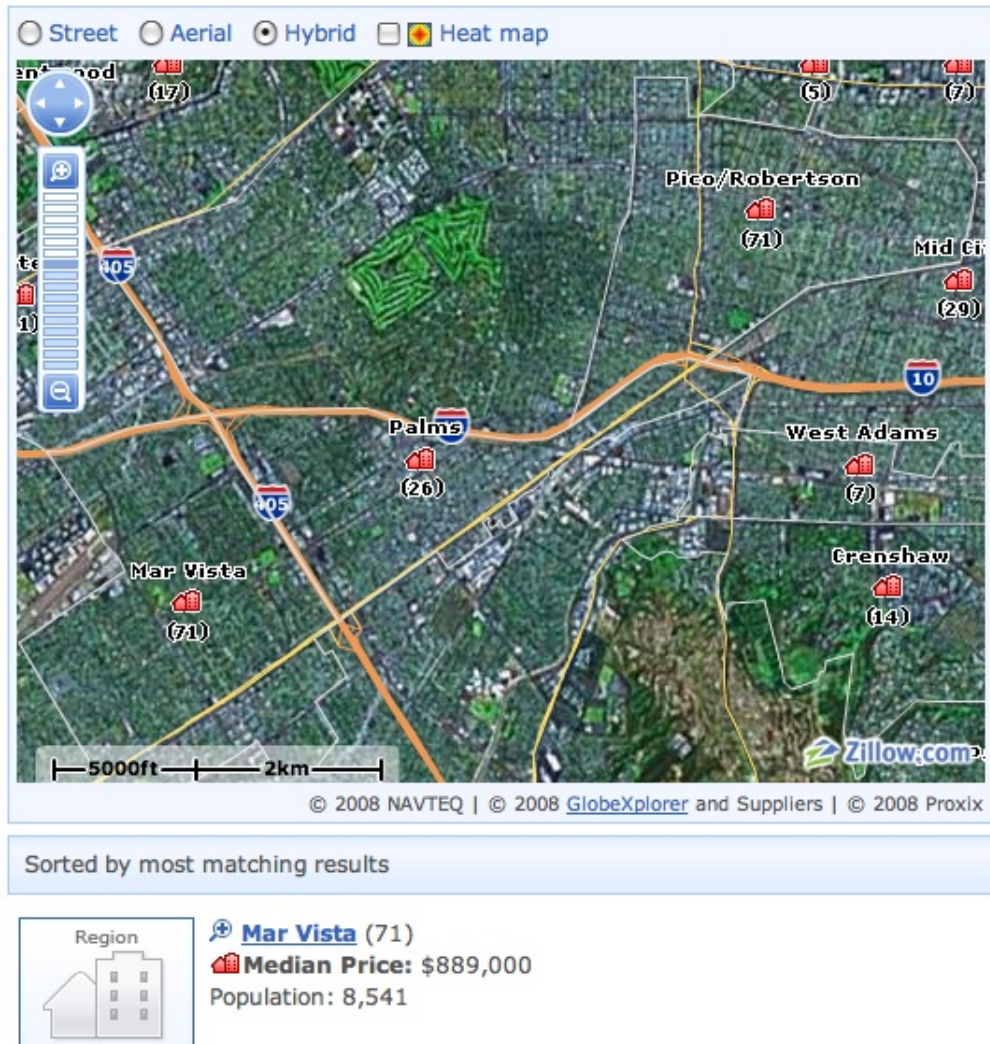 Street Aerial Hybrid Heat map
(17)
(5)
(7)
Pico/Robertson
(71)
405
Mid Ci
(29)
10
Palms
(26)
West Adams
(7)
405
Crenshaw
(14)
Mar Vista
(71)
Zillow.com
5000ft 2km
© 2008 NAVTEQ | © 2008 GlobeXplorer and Suppliers | © 2008 Proxix
Sorted by most matching results
Region
Mar Vista (71)
Median Price: $889,000
Population: 8,541